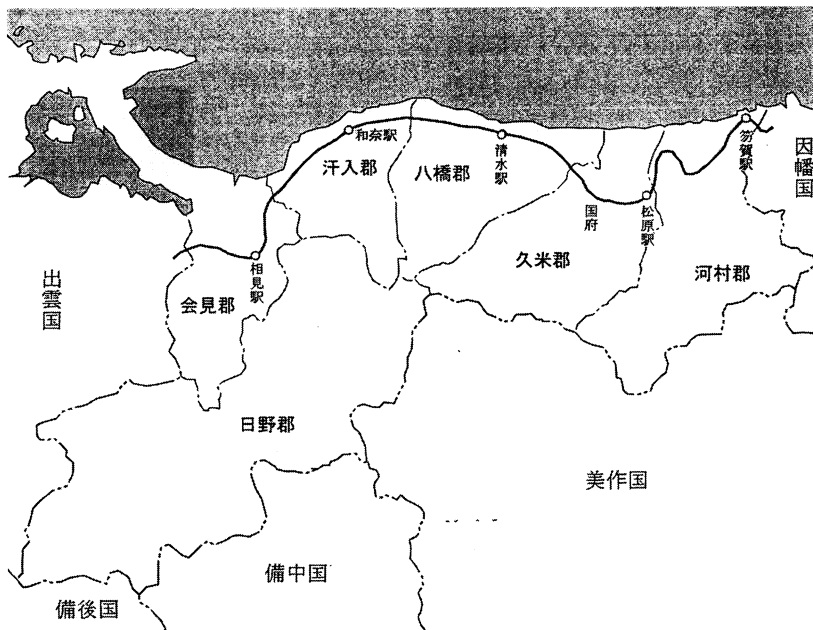 和奈駅
清水駅
笏賀駅
因幡国
汗入郡
八橋郡
国府
松原駅
久米郡
河村郡
相見駅
出雲国
会見郡
日野郡
美作国
備中国
備後国